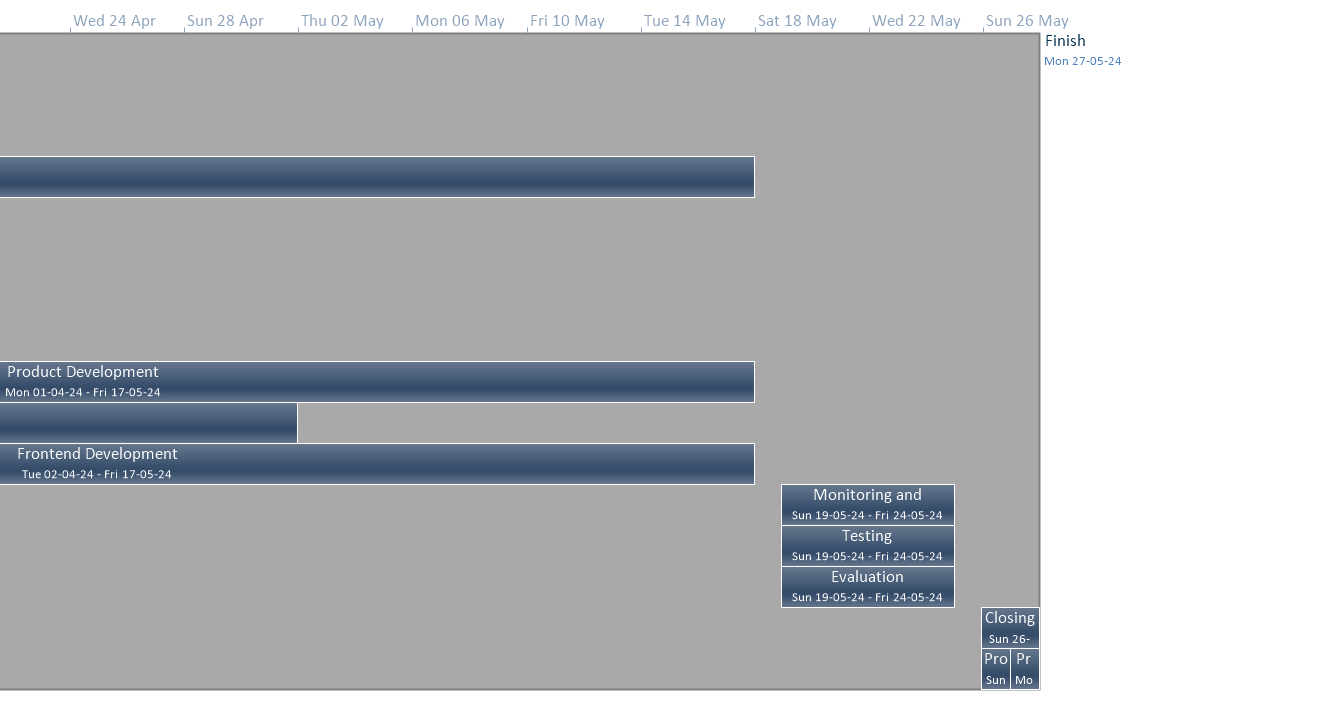 Wed 24 Apr Sun 28 Apr Thu 02 May Mon 06 May Fri 10 May Tue 14 May Sat 18 May Wed 22 May Sun 26 May
Finish
Mon 27-05-24
Product Development
Mon 01-04-24 - Fri 17-05-24
Frontend Development
Tue 02-04-24 - Fri 17-05-24
Monitoring and
Sun 19-05-24 - Fri 24-05-24
Testing
Sun 19-05-24 - Fri 24-05-24
Evaluation
Sun 19-05-24 - Fri 24-05-24
Closing
Sun 26-
Pro Pr
Sun Mo